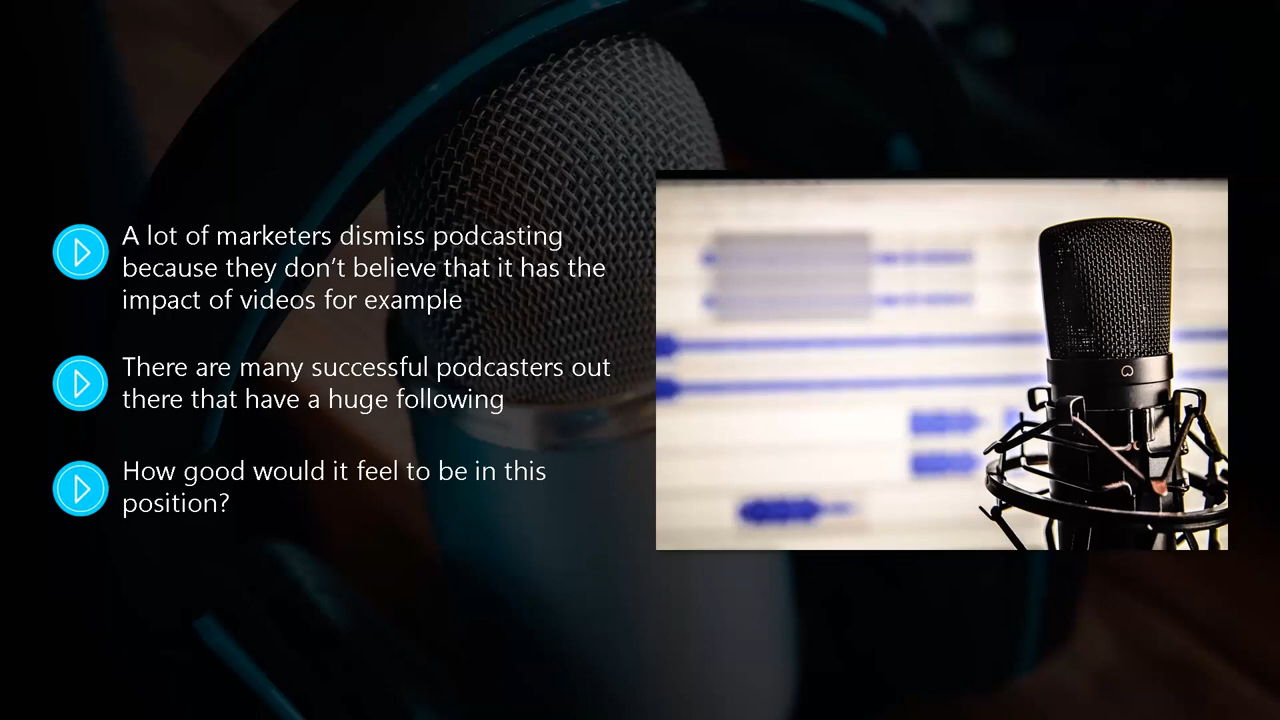 A lot of marketers dismiss podcasting
because they don’t believe that it has the
impact of videos for example
There are many successful podcasters out
there that have a huge following
How good would it feel to be in this
position?